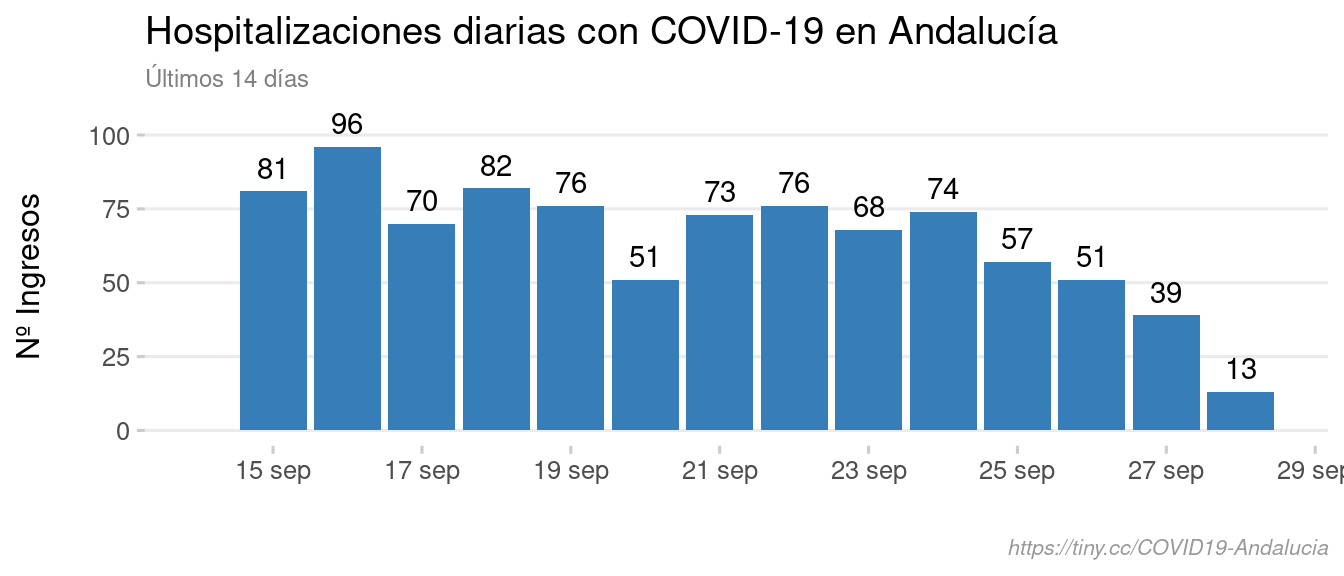 Hospitalizaciones diarias con COVID-19 en Andalucía
Últimos 14 días
Nº Ingresos
100
75
50
25
0
81
96
70
82
76
51
73
76
68
74
57
51
39
13
15 sep
17 sep
19 sep
21 sep
23 sep
25 sep
27 sep
29 sep
https://tiny.cc/COVID19-Andalucia